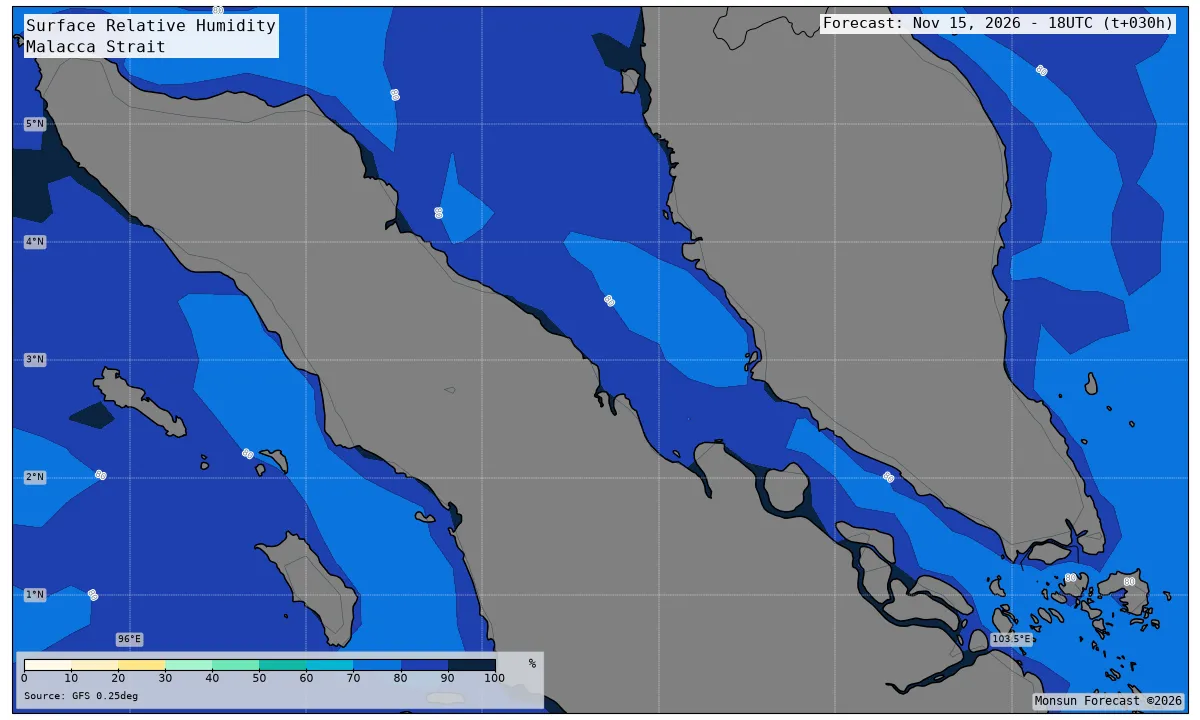 Surface Relative Humidity
Malacca Strait
Forecast: Nov 15, 2026 - 18UTC (t+030h)
80
80
80
5°N
80
4°N
80
3°N
80
80
80
2°N
80
80
80
1°N
96°E
103.5°E
%
0 10 20 30 40 50 60 70 80 90 100
Source: GFS 0.25deg
Monsun Forecast ©2026